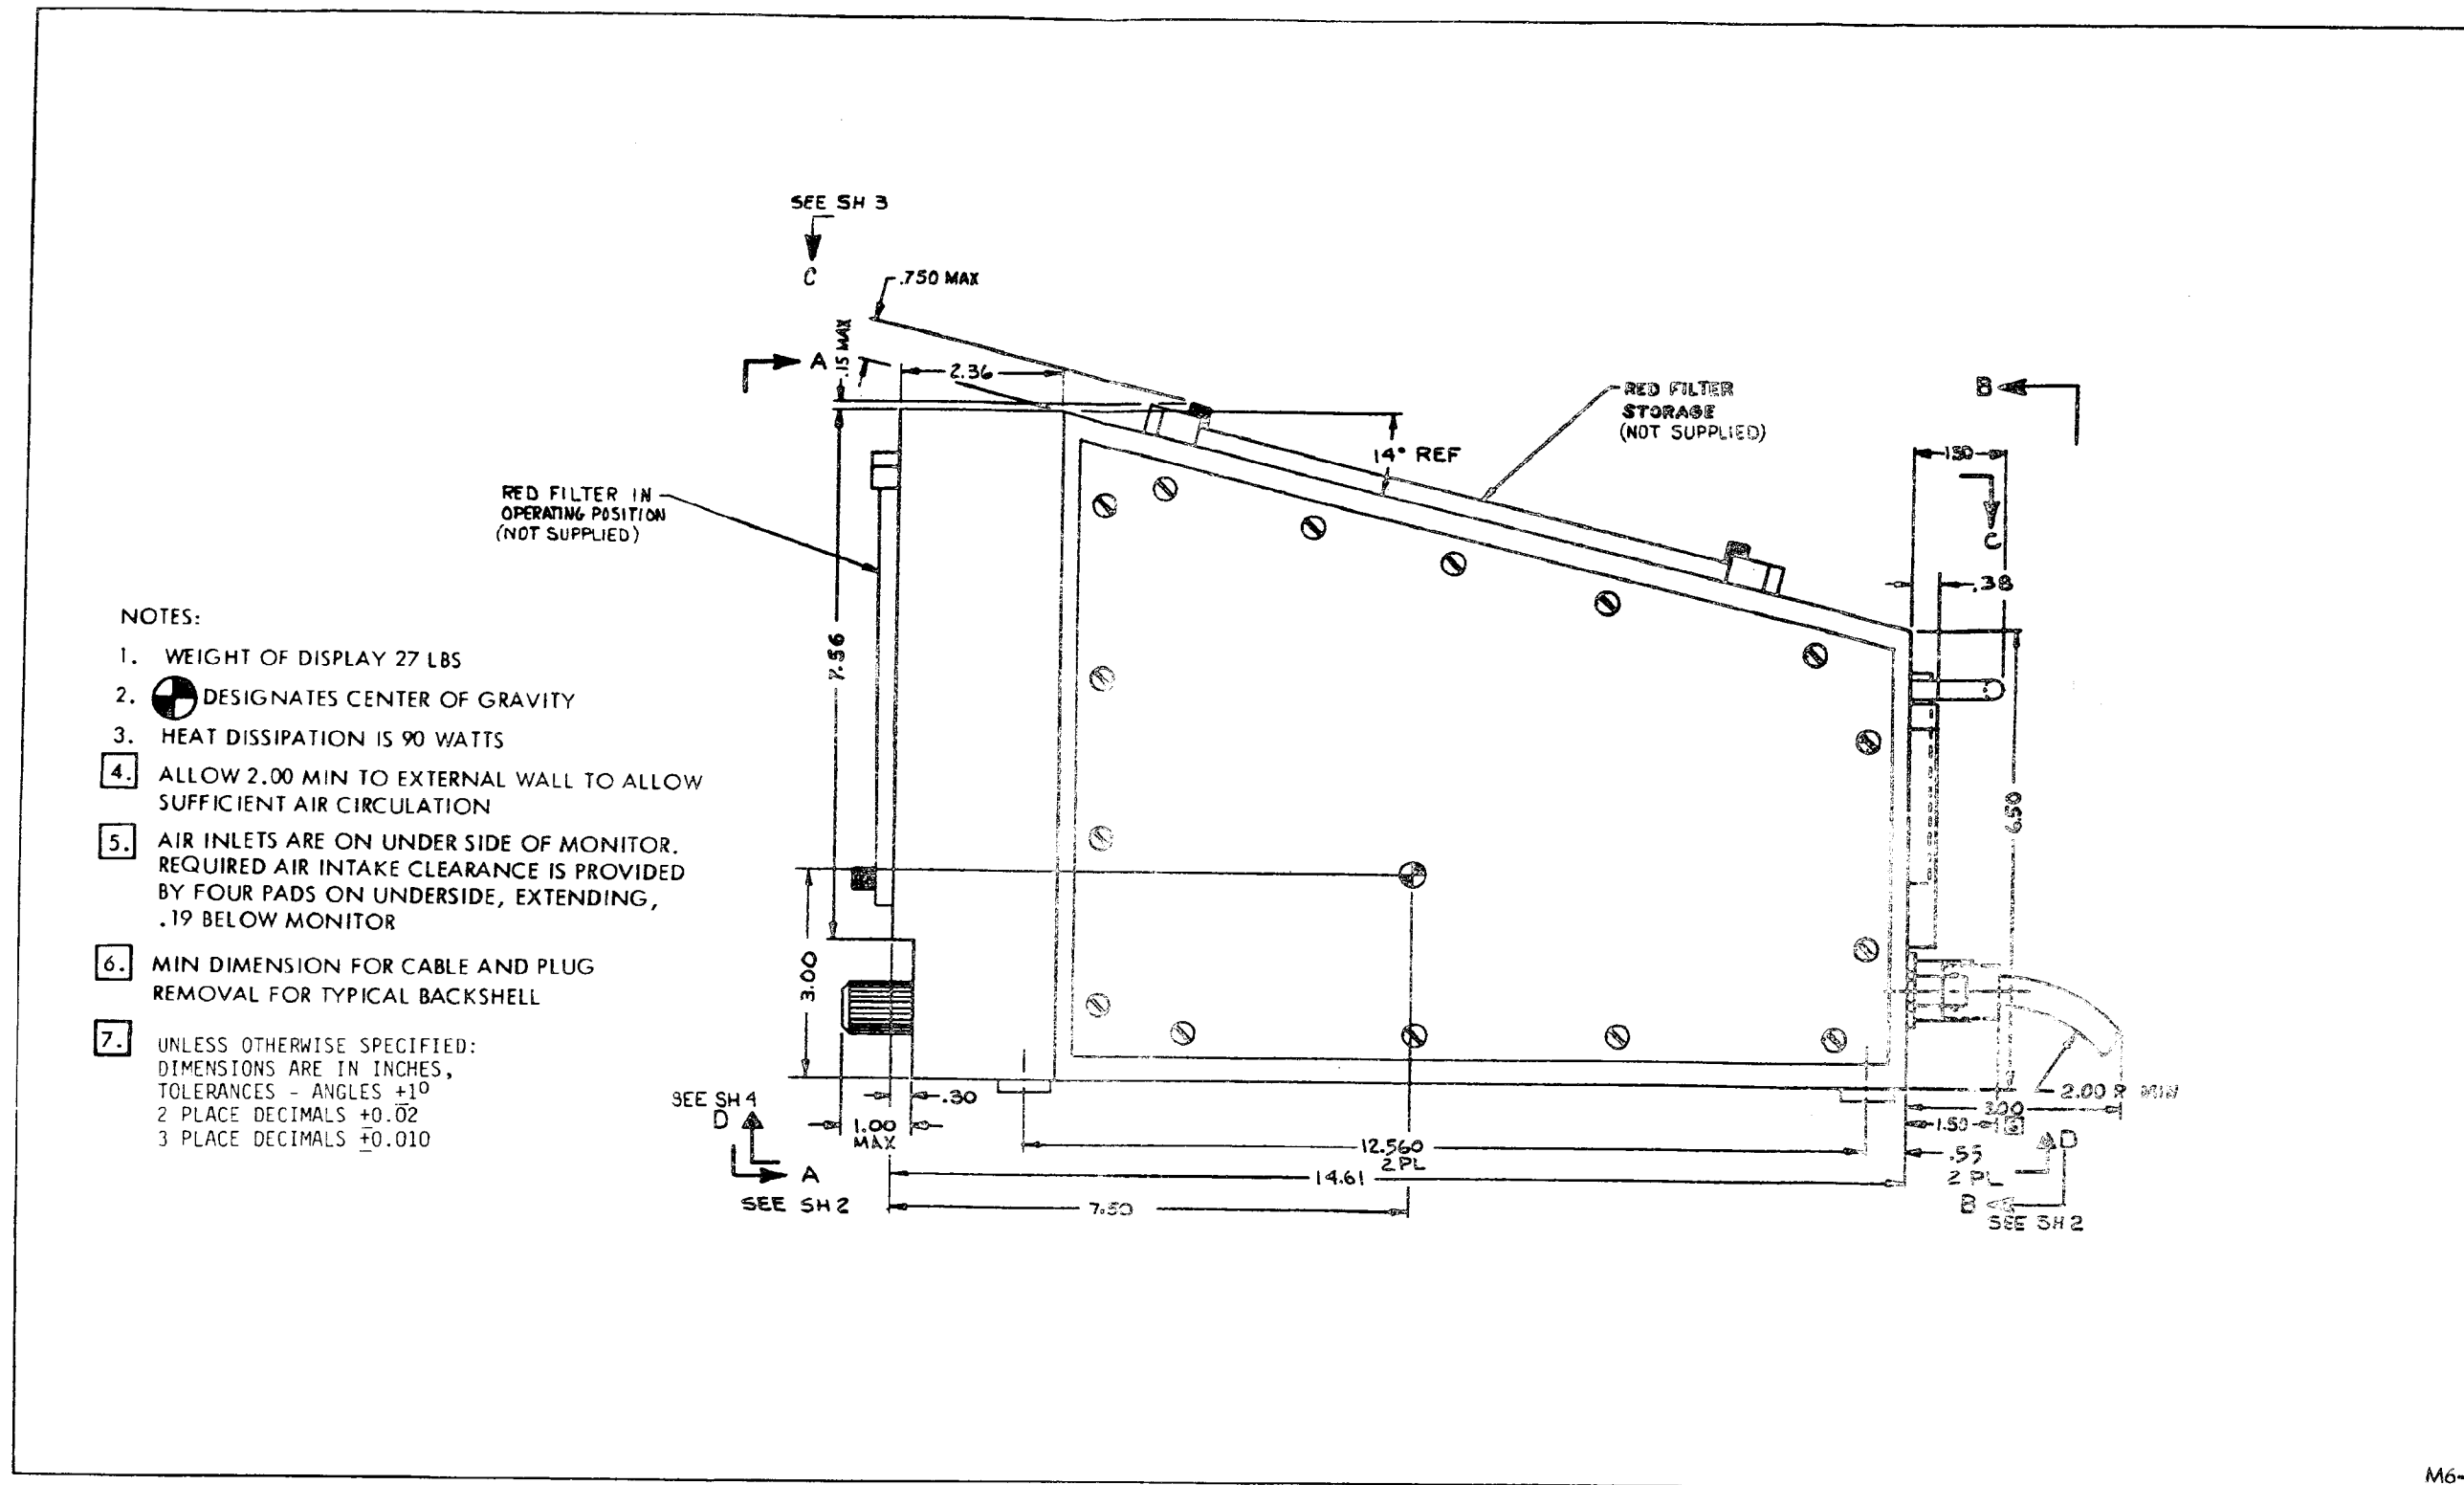 SEE SH 3
C
.750 MAX
.15 MAX
A
2.36
RED FILTER
STORAGE
(NOT SUPPLIED)
B
14° REF
1.50
C
.38
RED FILTER IN
OPERATING POSITION
(NOT SUPPLIED)
7.56
6.50
NOTES:
1. WEIGHT OF DISPLAY 27 LBS
2. DESIGNATES CENTER OF GRAVITY
3. HEAT DISSIPATION IS 90 WATTS
4. ALLOW 2.00 MIN TO EXTERNAL WALL TO ALLOW
SUFFICIENT AIR CIRCULATION
5. AIR INLETS ARE ON UNDER SIDE OF MONITOR.
REQUIRED AIR INTAKE CLEARANCE IS PROVIDED
BY FOUR PADS ON UNDERSIDE, EXTENDING,
.19 BELOW MONITOR
6. MIN DIMENSION FOR CABLE AND PLUG
REMOVAL FOR TYPICAL BACKSHELL
7. UNLESS OTHERWISE SPECIFIED:
DIMENSIONS ARE IN INCHES,
TOLERANCES - ANGLES ±1°
2 PLACE DECIMALS ±0.02
3 PLACE DECIMALS ±0.010
3.00
SEE SH 4
D
.30
1.00
MAX
A
SEE SH 2
12.560
2 PL
14.61
7.50
2.00 R MIN
3.00
1.50 6
.55
2 PL
D
B
SEE SH 2
M6-